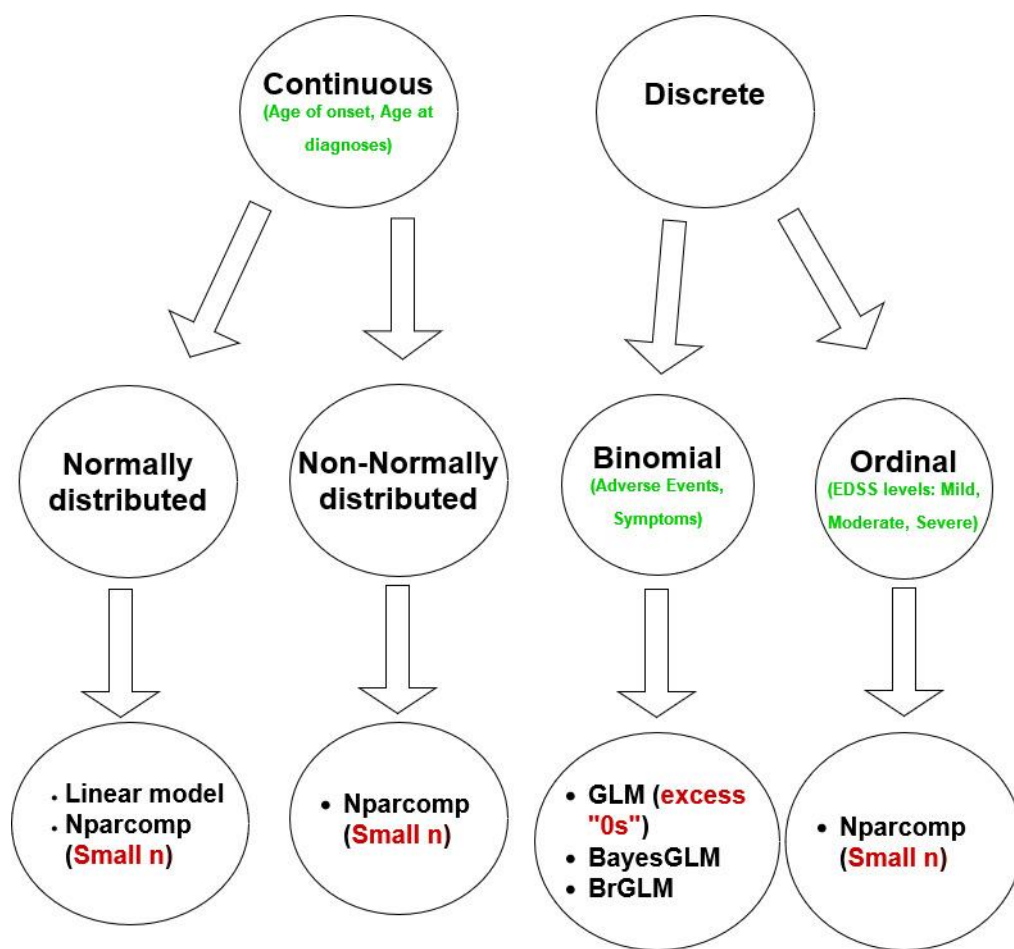 Continuous
(Age of onset, Age at
diagnoses)
Discrete
Normally
distributed
Non-Normally
distributed
Binomial
(Adverse Events,
Symptoms)
Ordinal
(EDSS levels: Mild,
Moderate, Severe)
• Linear model
• Nparcomp
(Small n)
• Nparcomp
(Small n)
• GLM (excess
"0s")
• BayesGLM
• BrGLM
• Nparcomp
(Small n)